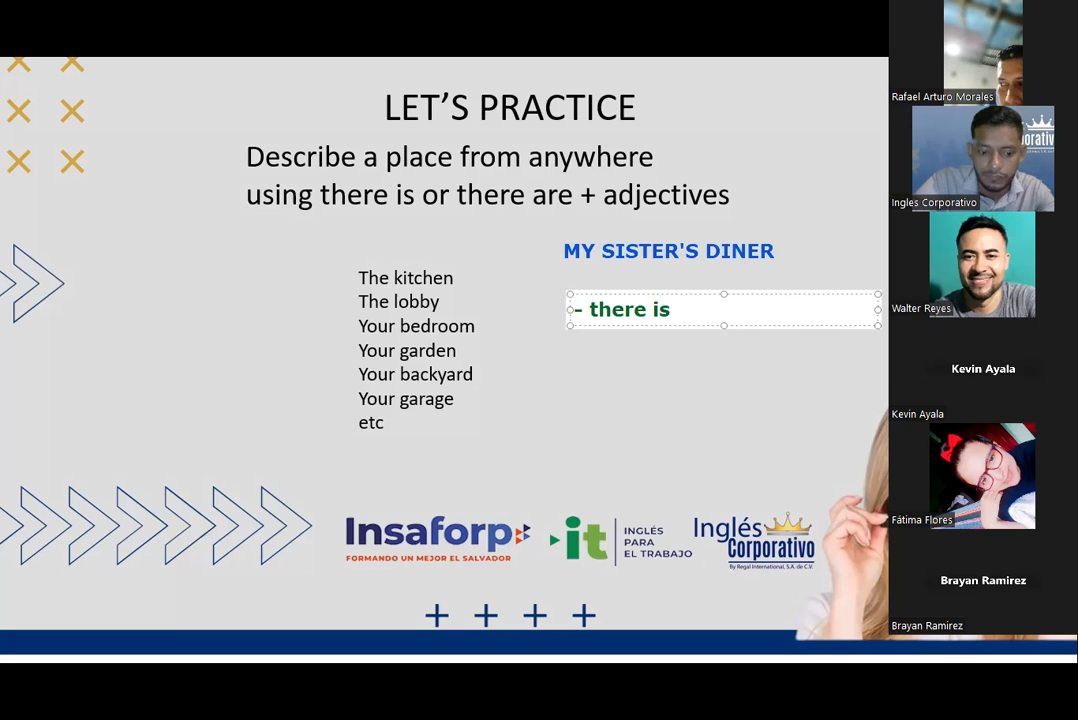 LET'S PRACTICE
Describe a place from anywhere
using there is or there are + adjectives
MY SISTER'S DINER
The kitchen
The lobby
Your bedroom
Your garden
Your backyard
Your garage
etc
- there is
Insaforp
FORMANDO UN MEJOR EL SALVADOR
it
INGLÉS
PARA
EL TRABAJO
Inglés
Corporativo
By Regal International, S.A. de C.V.
Rafael Arturo Morales
orativo
Ingles Corporativo
Walter Reyes
Kevin Ayala
Kevin Ayala
Fátima Flores
Brayan Ramirez
Brayan Ramirez